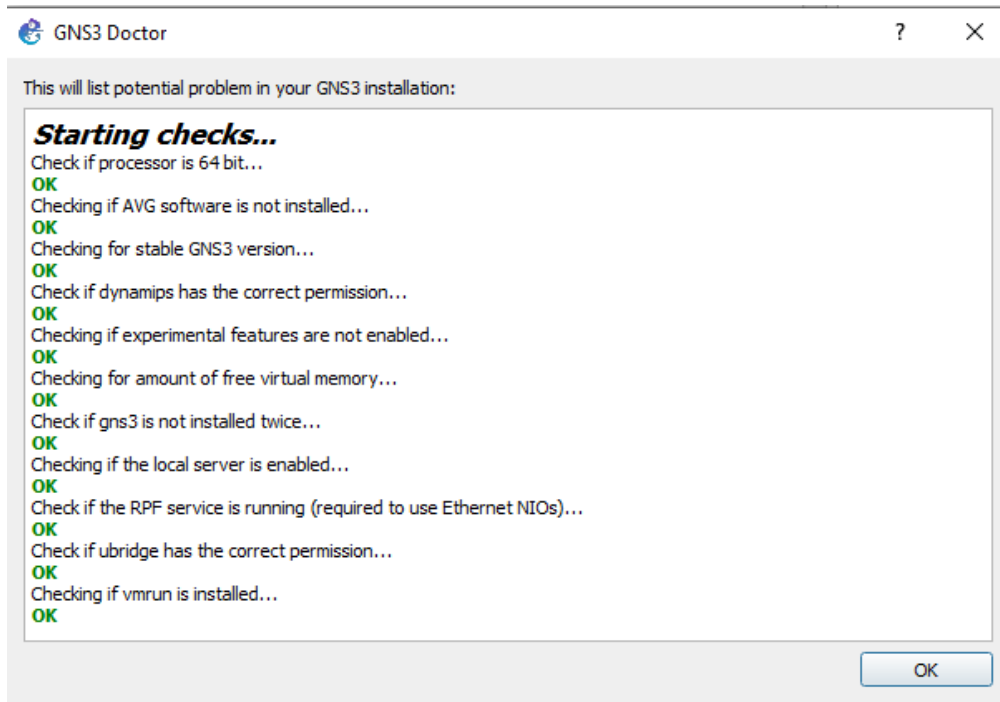 GNS3 Doctor
?
This will list potential problem in your GNS3 installation:
Starting checks...
Check if processor is 64 bit...
OK
Checking if AVG software is not installed...
OK
Checking for stable GNS3 version...
OK
Check if dynamips has the correct permission...
OK
Checking if experimental features are not enabled...
OK
Checking for amount of free virtual memory...
OK
Check if gns3 is not installed twice...
OK
Checking if the local server is enabled...
OK
Check if the RPF service is running (required to use Ethernet NIOs)...
OK
Check if ubridge has the correct permission...
OK
Checking if vmrun is installed...
OK
OK